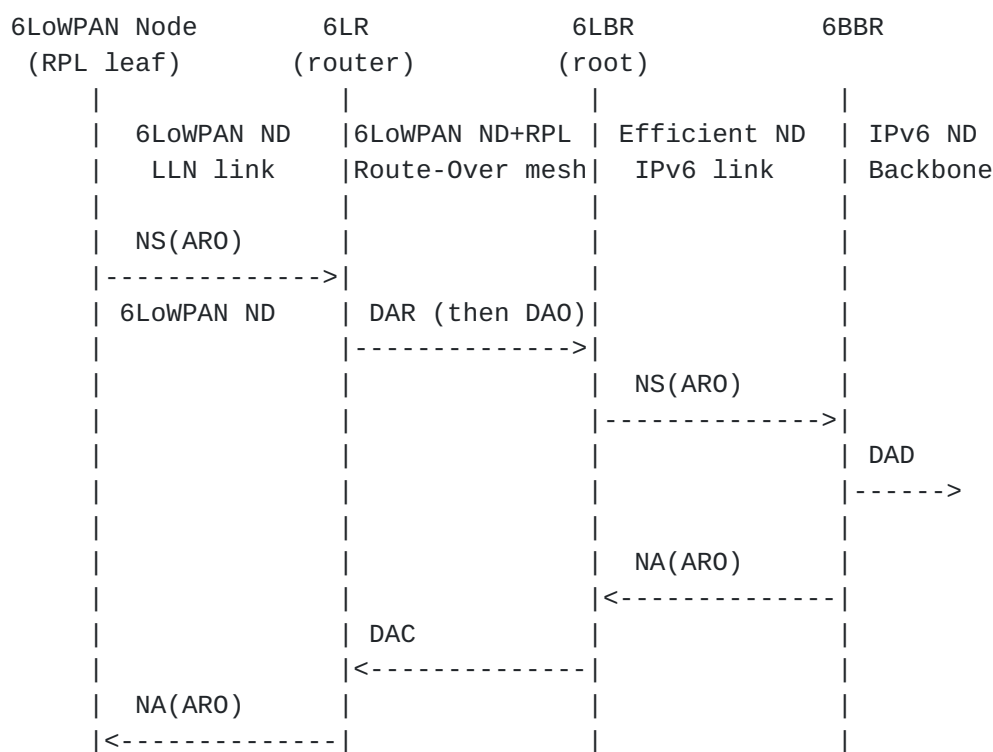 6LoWPAN Node 6LR 6LBR 6BBR
(RPL leaf) (router) (root)
6LoWPAN ND 6LoWPAN ND+RPL Efficient ND IPv6 ND
LLN link Route-Over mesh IPv6 link Backbone
NS(ARO)
6LoWPAN ND DAR (then DAO)
NS(ARO)
DAD
NA(ARO)
DAC
NA(ARO)